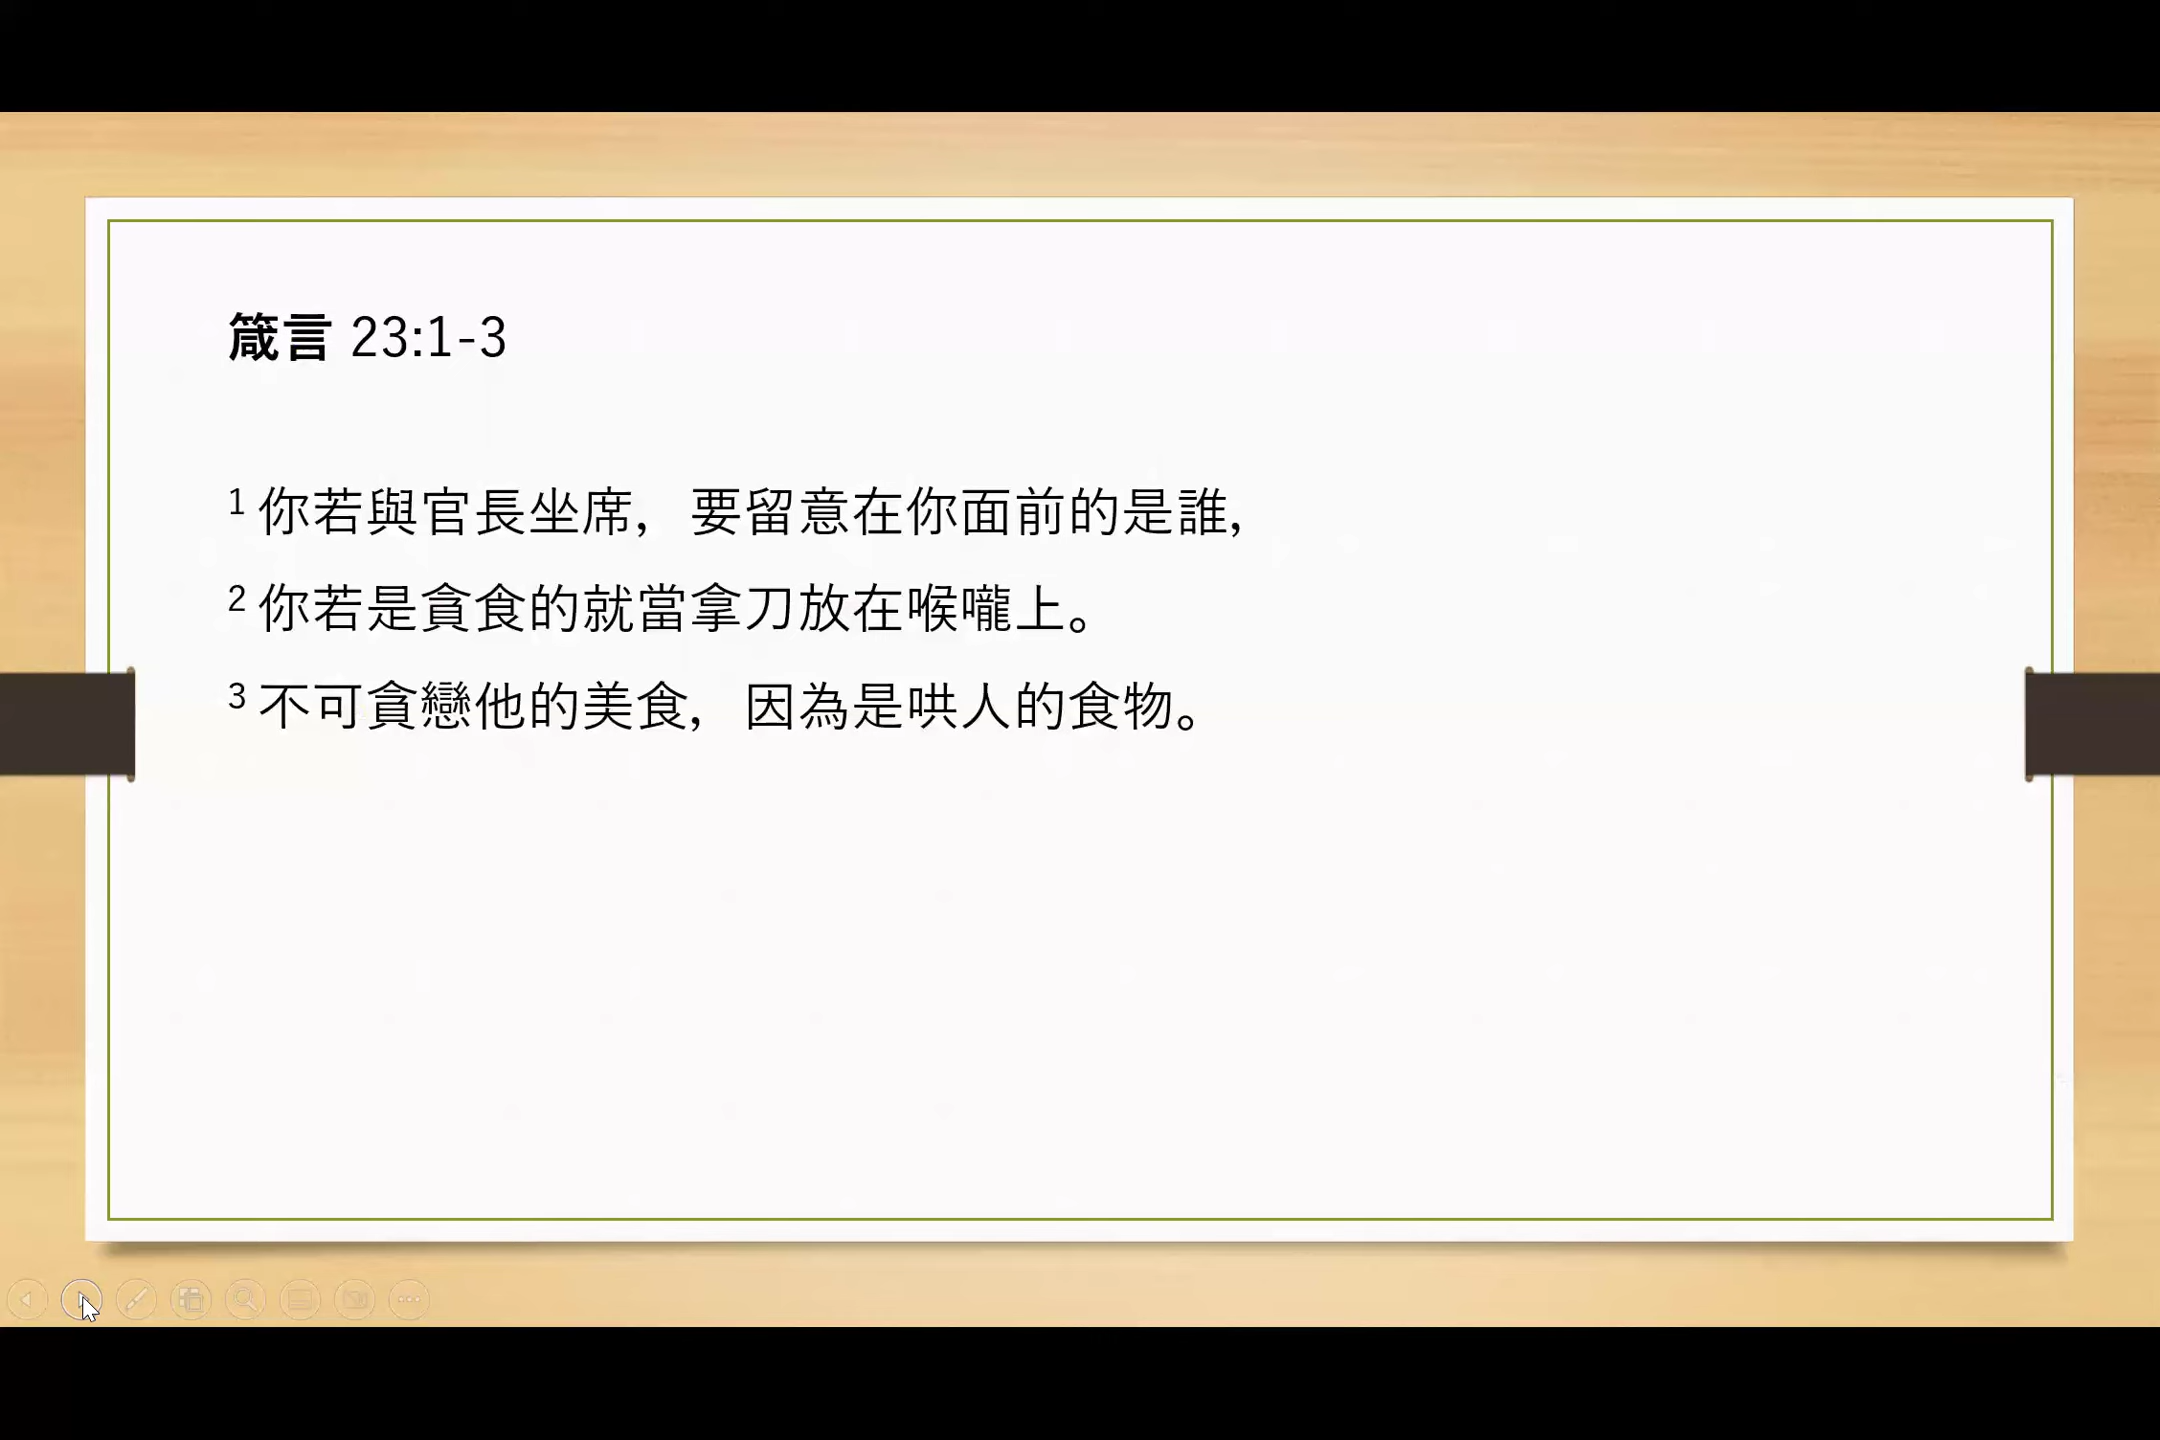 箴言 23:1-3
1 你若與官長坐席，要留意在你面前的是誰，
2 你若是貪食的就當拿刀放在喉嚨上。
3 不可貪戀他的美食，因為是哄人的食物。